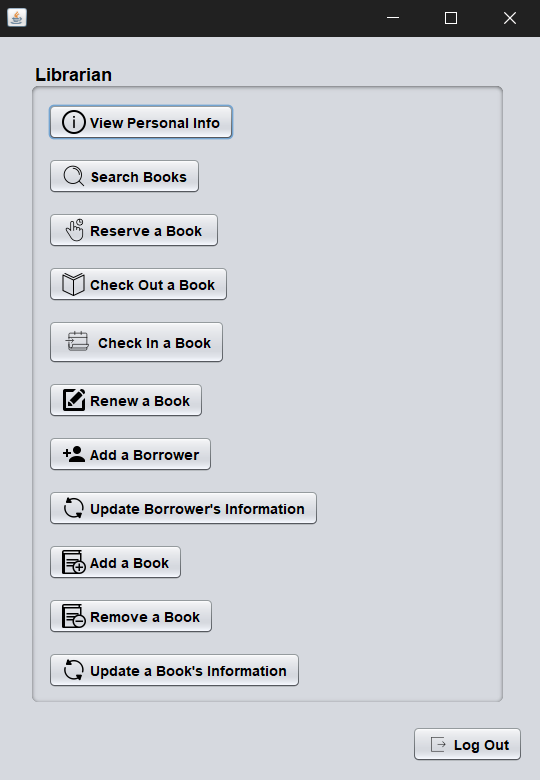 Librarian
View Personal Info
Search Books
Reserve a Book
Check Out a Book
Check In a Book
Renew a Book
Add a Borrower
Update Borrower's Information
Add a Book
Remove a Book
Update a Book's Information
Log Out